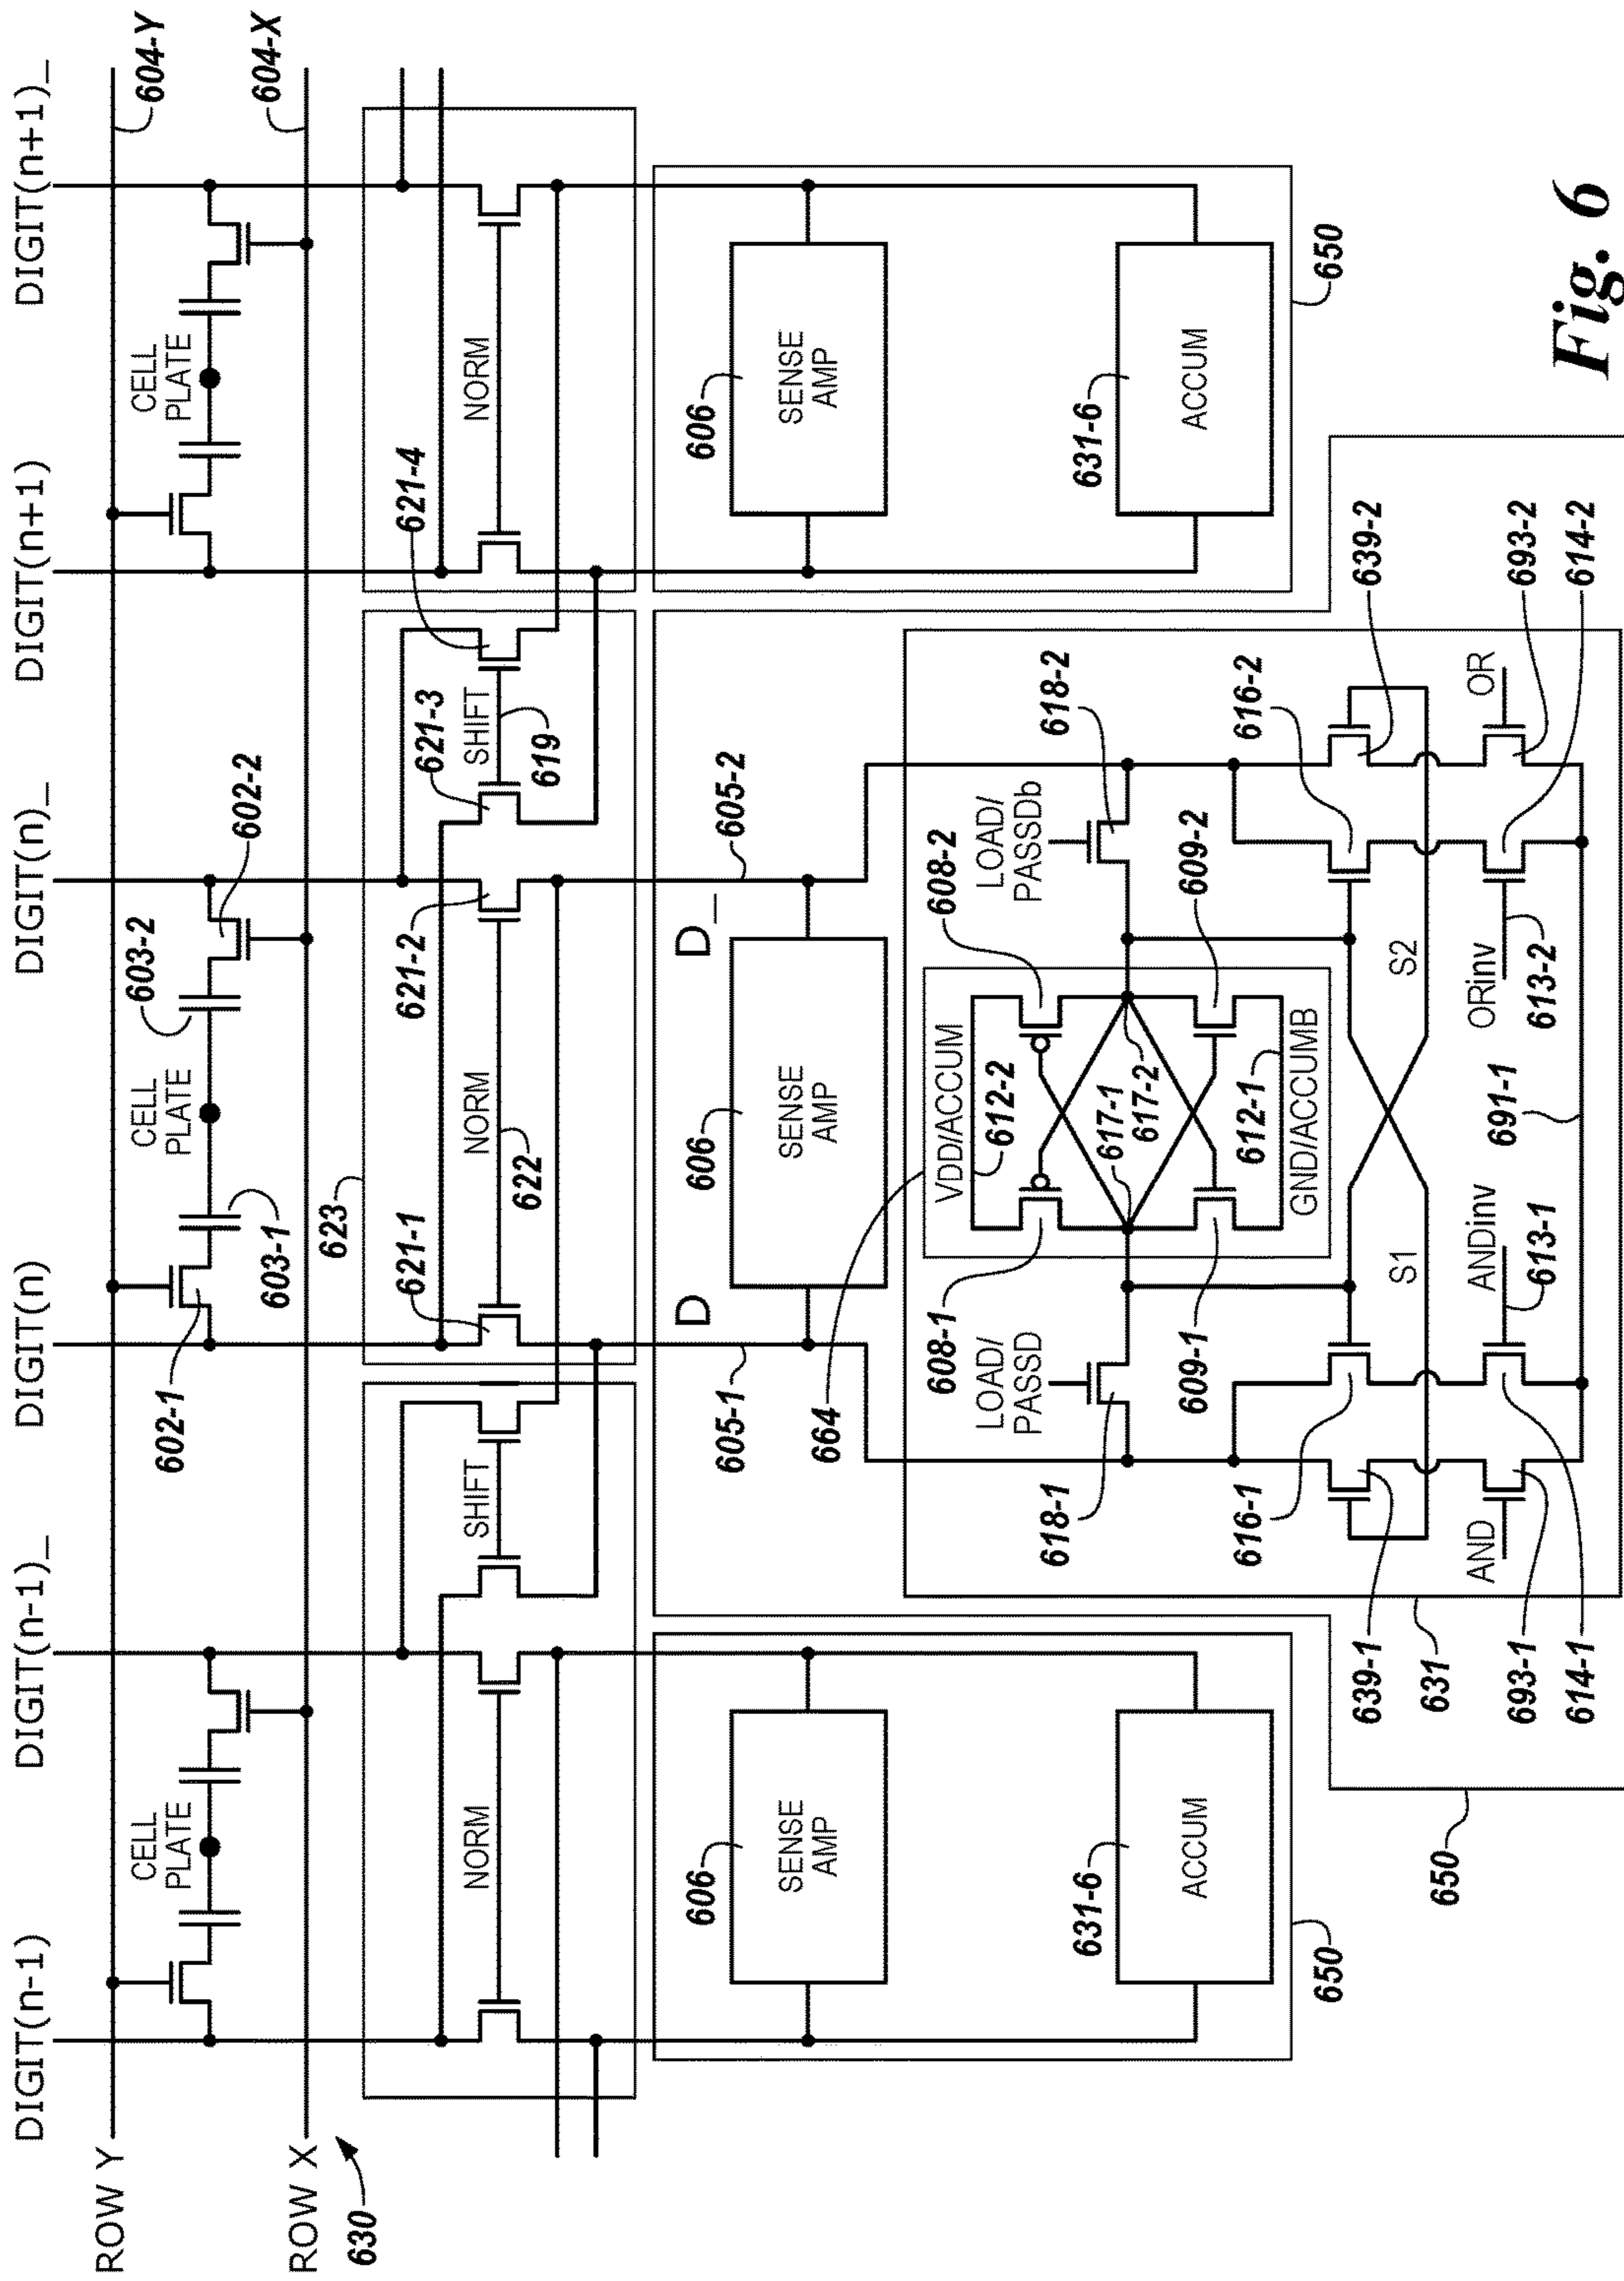 DIGIT(n-1)
DIGIT(n-1)_
DIGIT(n)
DIGIT(n)_
DIGIT(n+1)
DIGIT(n+1)_
ROW Y
604-Y
CELL
PLATE
602-1
603-1
CELL
PLATE
603-2
602-2
CELL
PLATE
ROW X
604-X
630
623
NORM
SHIFT
621-1
NORM
622
621-2
621-3
SHIFT
619
621-4
NORM
605-1
D
D_
605-2
606
SENSE
AMP
606
SENSE
AMP
606
SENSE
AMP
631-6
ACCUM
650
631-6
ACCUM
650
664
VDD/ACCUM
612-2
608-1
608-2
LOAD/
PASSD
LOAD/
PASSDb
618-1
618-2
617-1
617-2
609-1
609-2
612-1
GND/ACCUMB
616-1
616-2
639-1
S1
S2
639-2
631
AND
ANDinv
ORinv
OR
693-1
613-1
613-2
693-2
614-1
691-1
614-2
650
Fig. 6